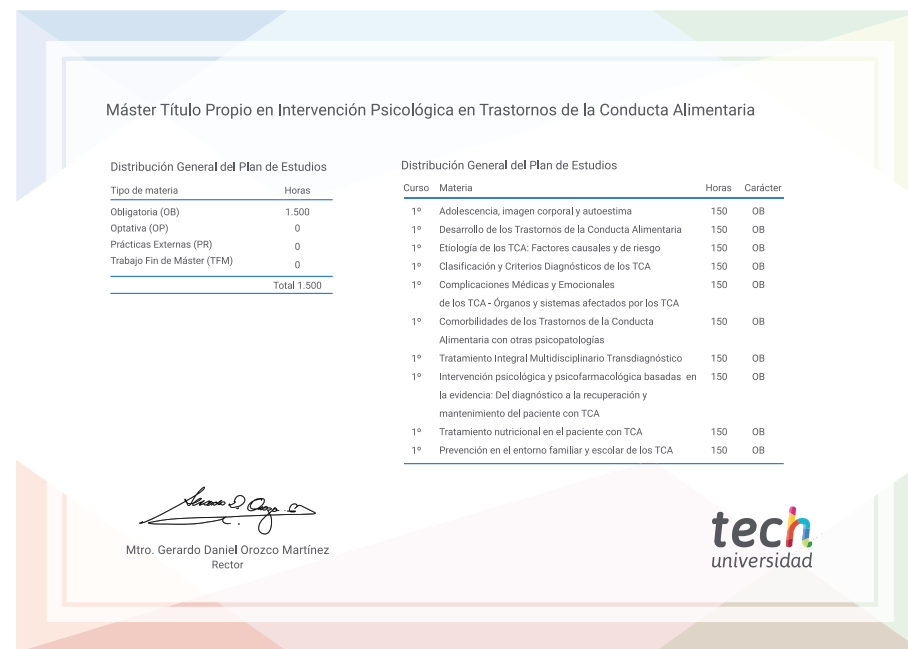 Máster Título Propio en Intervención Psicológica en Trastornos de la Conducta Alimentaria
Distribución General del Plan de Estudios
Tipo de materia Horas
Obligatoria (OB) 1.500
Optativa (OP) 0
Prácticas Externas (PR) 0
Trabajo Fin de Máster (TFM) 0
Total 1.500
Distribución General del Plan de Estudios
Curso Materia Horas Carácter
1º Adolescencia, imagen corporal y autoestima 150 OB
1º Desarrollo de los Trastornos de la Conducta Alimentaria 150 OB
1º Etiología de los TCA: Factores causales y de riesgo 150 OB
1º Clasificación y Criterios Diagnósticos de los TCA 150 OB
1º Complicaciones Médicas y Emocionales 150 OB
de los TCA - Órganos y sistemas afectados por los TCA
1º Comorbilidades de los Trastornos de la Conducta 150 OB
Alimentaria con otras psicopatologías
1º Tratamiento Integral Multidisciplinario Transdiagnóstico 150 OB
1º Intervención psicológica y psicofarmacológica basadas en 150 OB
la evidencia: Del diagnóstico a la recuperación y
mantenimiento del paciente con TCA
1º Tratamiento nutricional en el paciente con TCA 150 OB
1º Prevención en el entorno familiar y escolar de los TCA 150 OB
Mtro. Gerardo Daniel Orozco Martínez
Rector
tech
universidad